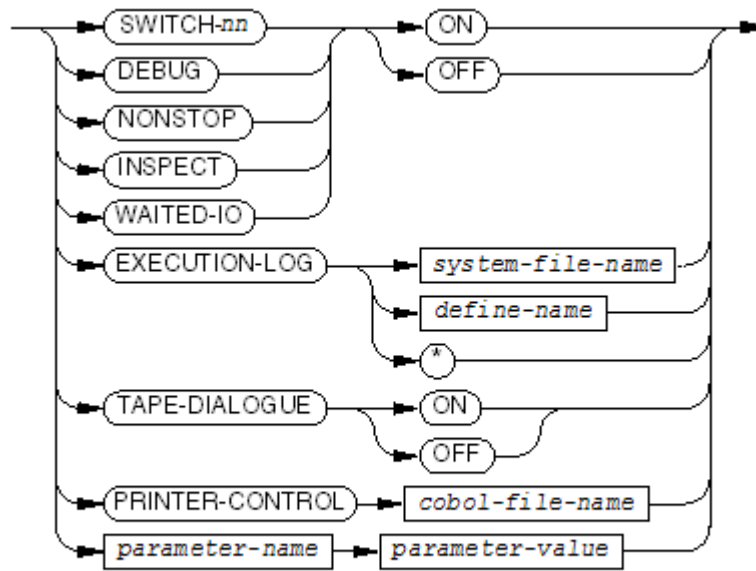 SWITCH-nn ON
DEBUG OFF
NONSTOP
INSPECT
WAITED-IO
EXECUTION-LOG system-file-name
define-name
*
TAPE-DIALOGUE ON
OFF
PRINTER-CONTROL cobol-file-name
parameter-name parameter-value